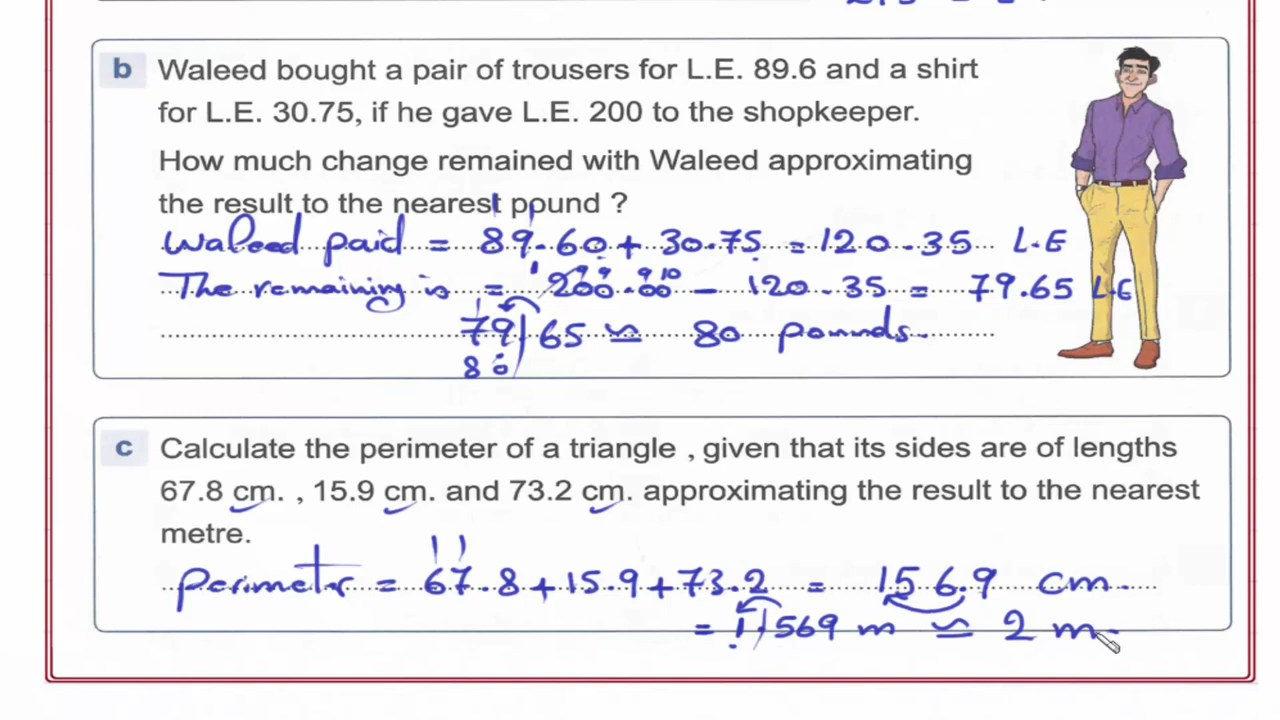 b Waleed bought a pair of trousers for L.E. 89.6 and a shirt
for L.E. 30.75, if he gave L.E. 200 to the shopkeeper.
How much change remained with Waleed approximating
the result to the nearest pound ?
Waleed paid = 89.60 + 30.75 = 120.35 L.E
The remaining is = 200.00 - 120.35 = 79.65 L.E
79|65 ≃ 80 pounds.
80
c Calculate the perimeter of a triangle , given that its sides are of lengths
67.8 cm. , 15.9 cm. and 73.2 cm. approximating the result to the nearest
metre.
Perimeter = 67.8 + 15.9 + 73.2 = 156.9 cm.
= 1.569 m ≃ 2 m.